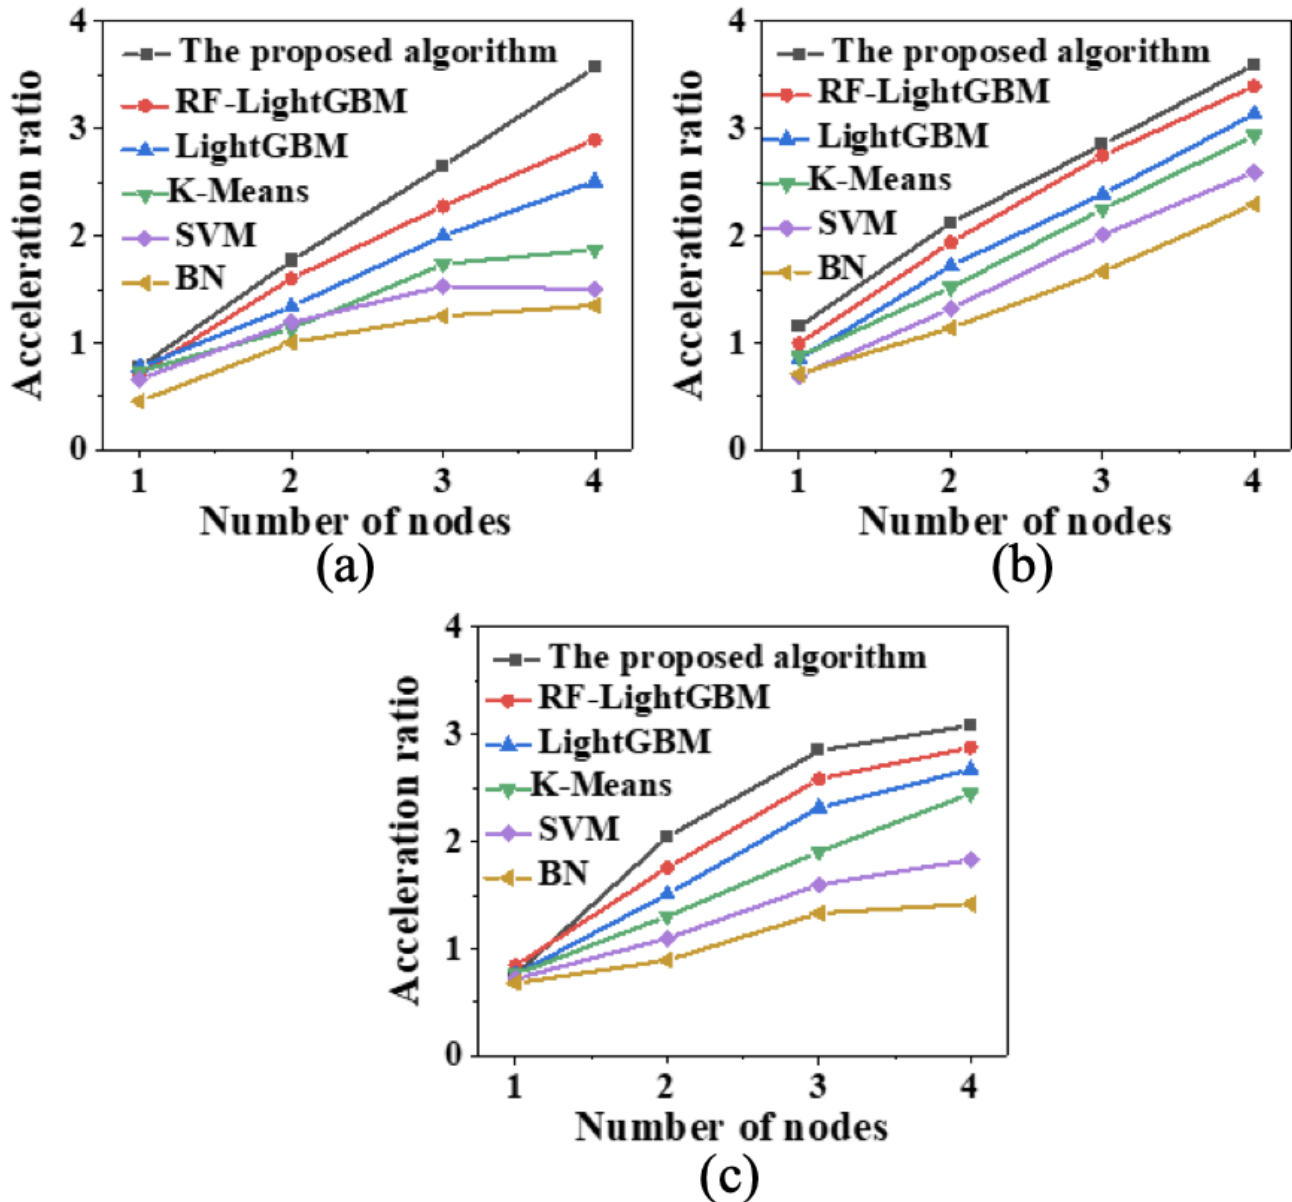 Acceleration ratio
4
3
2
1
0
The proposed algorithm
RF-LightGBM
LightGBM
K-Means
SVM
BN
1 2 3 4
Number of nodes
(a)
Acceleration ratio
4
3
2
1
0
The proposed algorithm
RF-LightGBM
LightGBM
K-Means
SVM
BN
1 2 3 4
Number of nodes
(b)
Acceleration ratio
4
3
2
1
0
The proposed algorithm
RF-LightGBM
LightGBM
K-Means
SVM
BN
1 2 3 4
Number of nodes
(c)